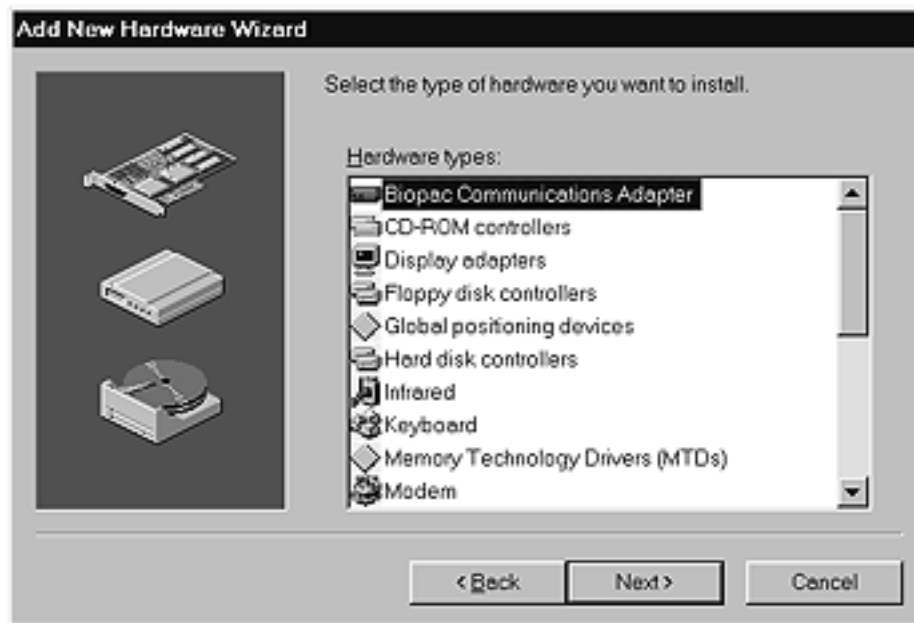 Add New Hardware Wizard
Select the type of hardware you want to install.
Hardware types:
Biopac Communications Adapter
CD-ROM controllers
Display adapters
Floppy disk controllers
Global positioning devices
Hard disk controllers
Infrared
Keyboard
Memory Technology Drivers (MTDs)
Modem
< Back Next > Cancel